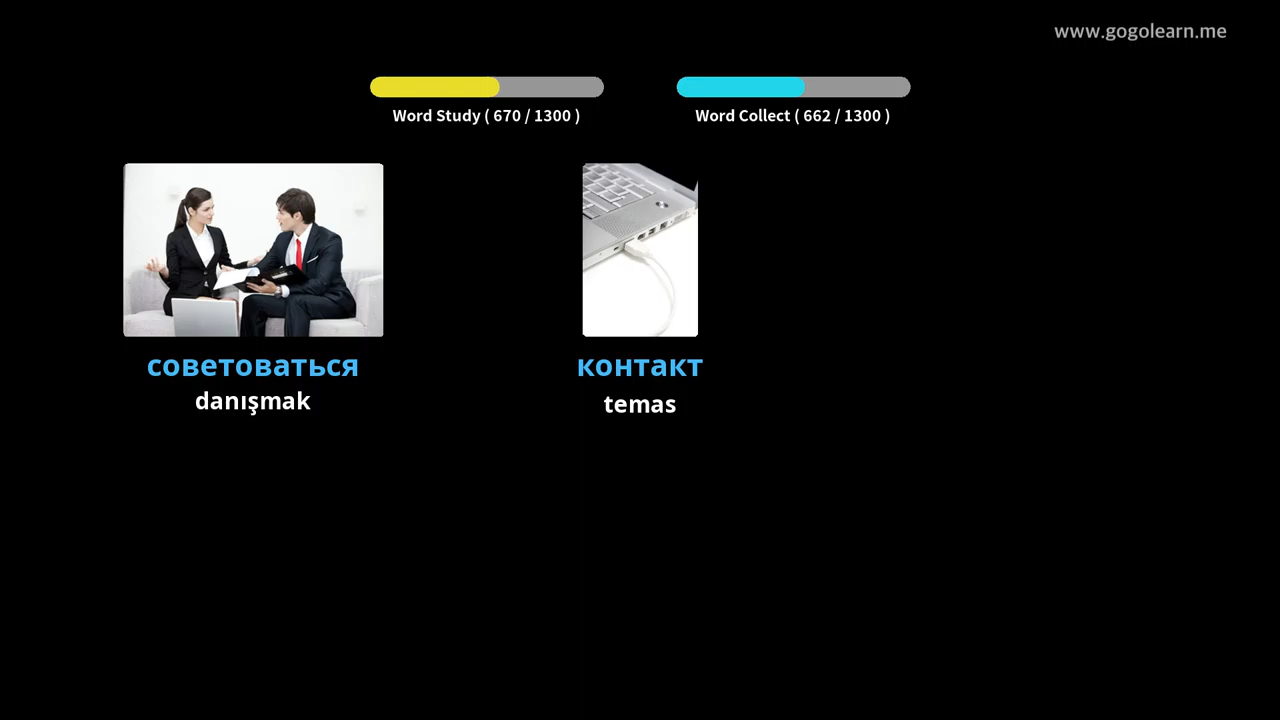 www.gogolearn.me
Word Study ( 670 / 1300 )
Word Collect ( 662 / 1300 )
советоваться
danışmak
контакт
temas